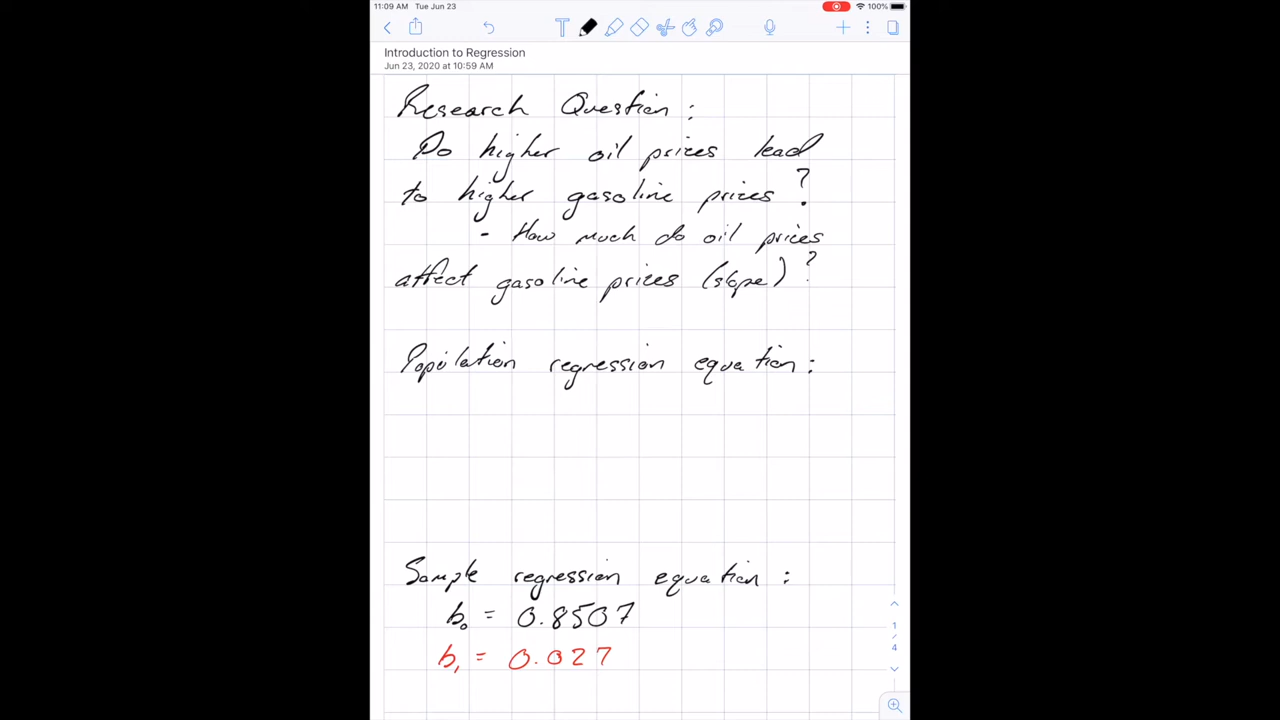 11:09 AM Tue Jun 23
100%
Introduction to Regression
Jun 23, 2020 at 10:59 AM
Research Question:
Do higher oil prices lead
to higher gasoline prices?
- How much do oil prices
affect gasoline prices (slope)?
Population regression equation:
Sample regression equation:
b₀ = 0.8507
b₁ = 0.027
1
/
4